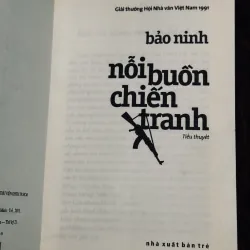 Giải thưởng Hội Nhà văn Việt Nam 1991
bảo ninh
nỗi buồn
chiến
tranh
Tiểu thuyết
nhà xuất bản trẻ